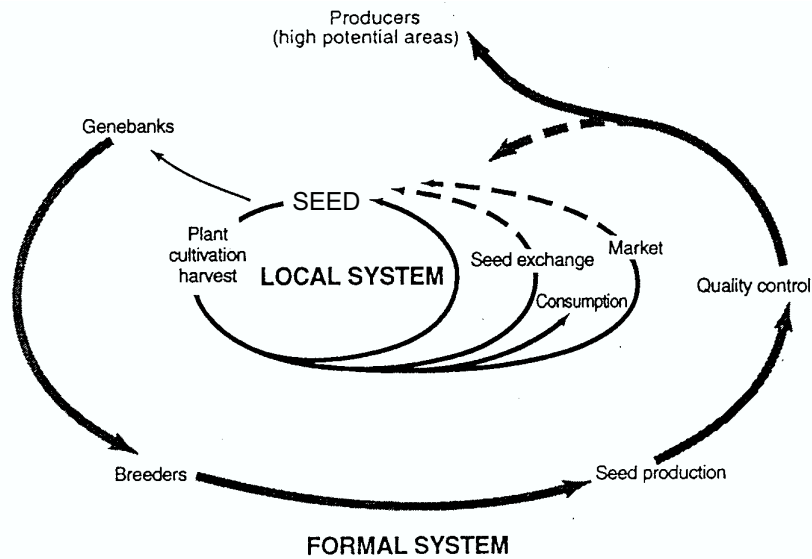 Producers
(high potential areas)
Genebanks
SEED
Plant
cultivation
harvest
LOCAL SYSTEM
Seed exchange
Market
Consumption
Quality control
Breeders
Seed production
FORMAL SYSTEM